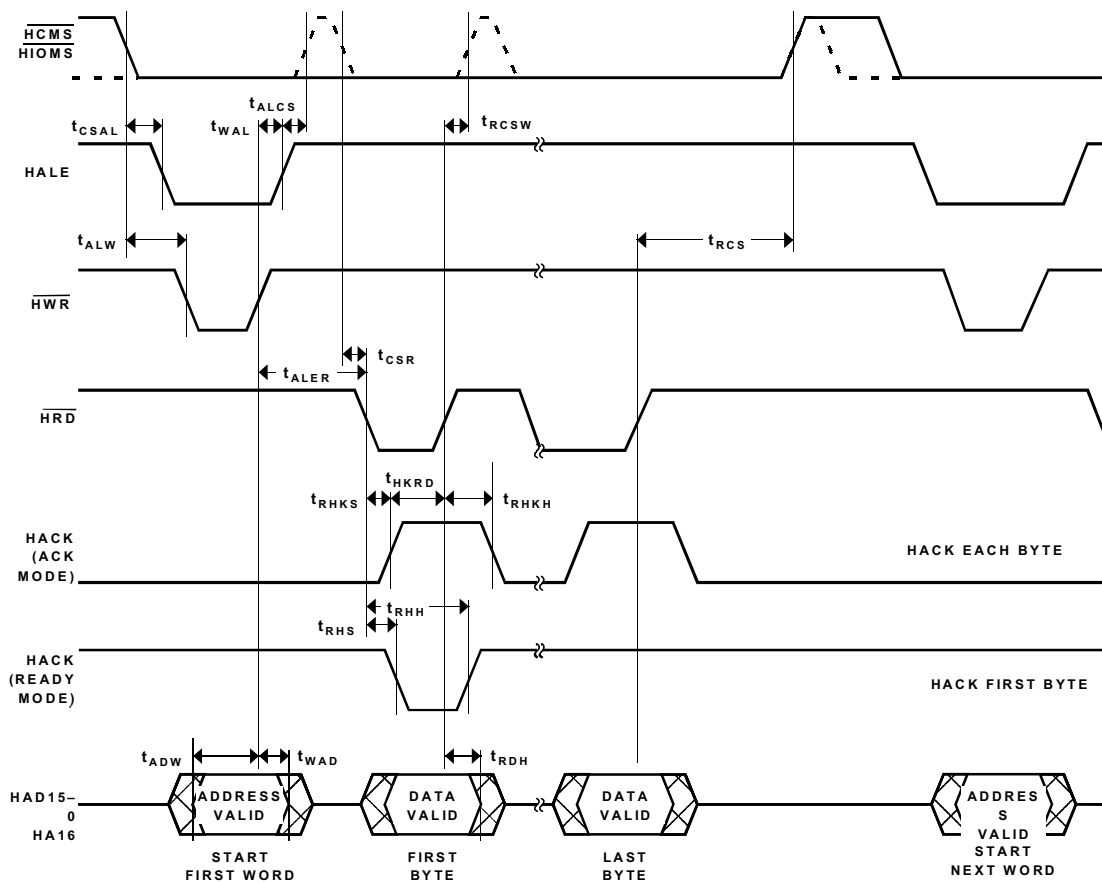 HCMS
HIOMS
tALCS
tCSAL
tWAL
tRCSW
HALE
tALW
tRCS
HWR
tCSR
tALER
HRD
tHKRD
tRHKS
tRHKH
HACK
(ACK
MODE)
HACK EACH BYTE
tRHH
tRHS
HACK
(READY
MODE)
HACK FIRST BYTE
tADW
tWAD
tRDH
HAD15–
0
HA16
ADDRESS
VALID
DATA
VALID
DATA
VALID
ADDRES
S
VALID
START
NEXT WORD
START
FIRST WORD
FIRST
BYTE
LAST
BYTE